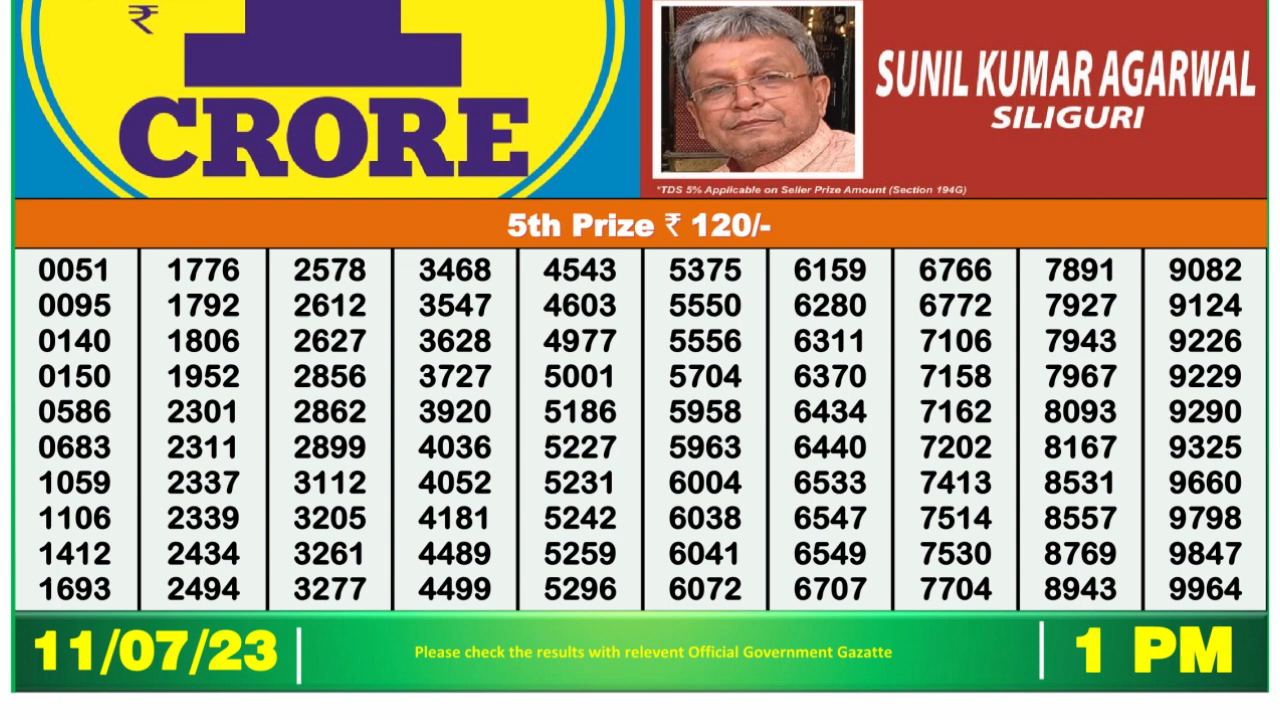 ₹
1
CRORE
SUNIL KUMAR AGARWAL
SILIGURI
*TDS 5% Applicable on Seller Prize Amount (Section 194G)
5th Prize ₹ 120/-
0051 1776 2578 3468 4543 5375 6159 6766 7891 9082
0095 1792 2612 3547 4603 5550 6280 6772 7927 9124
0140 1806 2627 3628 4977 5556 6311 7106 7943 9226
0150 1952 2856 3727 5001 5704 6370 7158 7967 9229
0586 2301 2862 3920 5186 5958 6434 7162 8093 9290
0683 2311 2899 4036 5227 5963 6440 7202 8167 9325
1059 2337 3112 4052 5231 6004 6533 7413 8531 9660
1106 2339 3205 4181 5242 6038 6547 7514 8557 9798
1412 2434 3261 4489 5259 6041 6549 7530 8769 9847
1693 2494 3277 4499 5296 6072 6707 7704 8943 9964
11/07/23
Please check the results with relevent Official Government Gazatte
1 PM